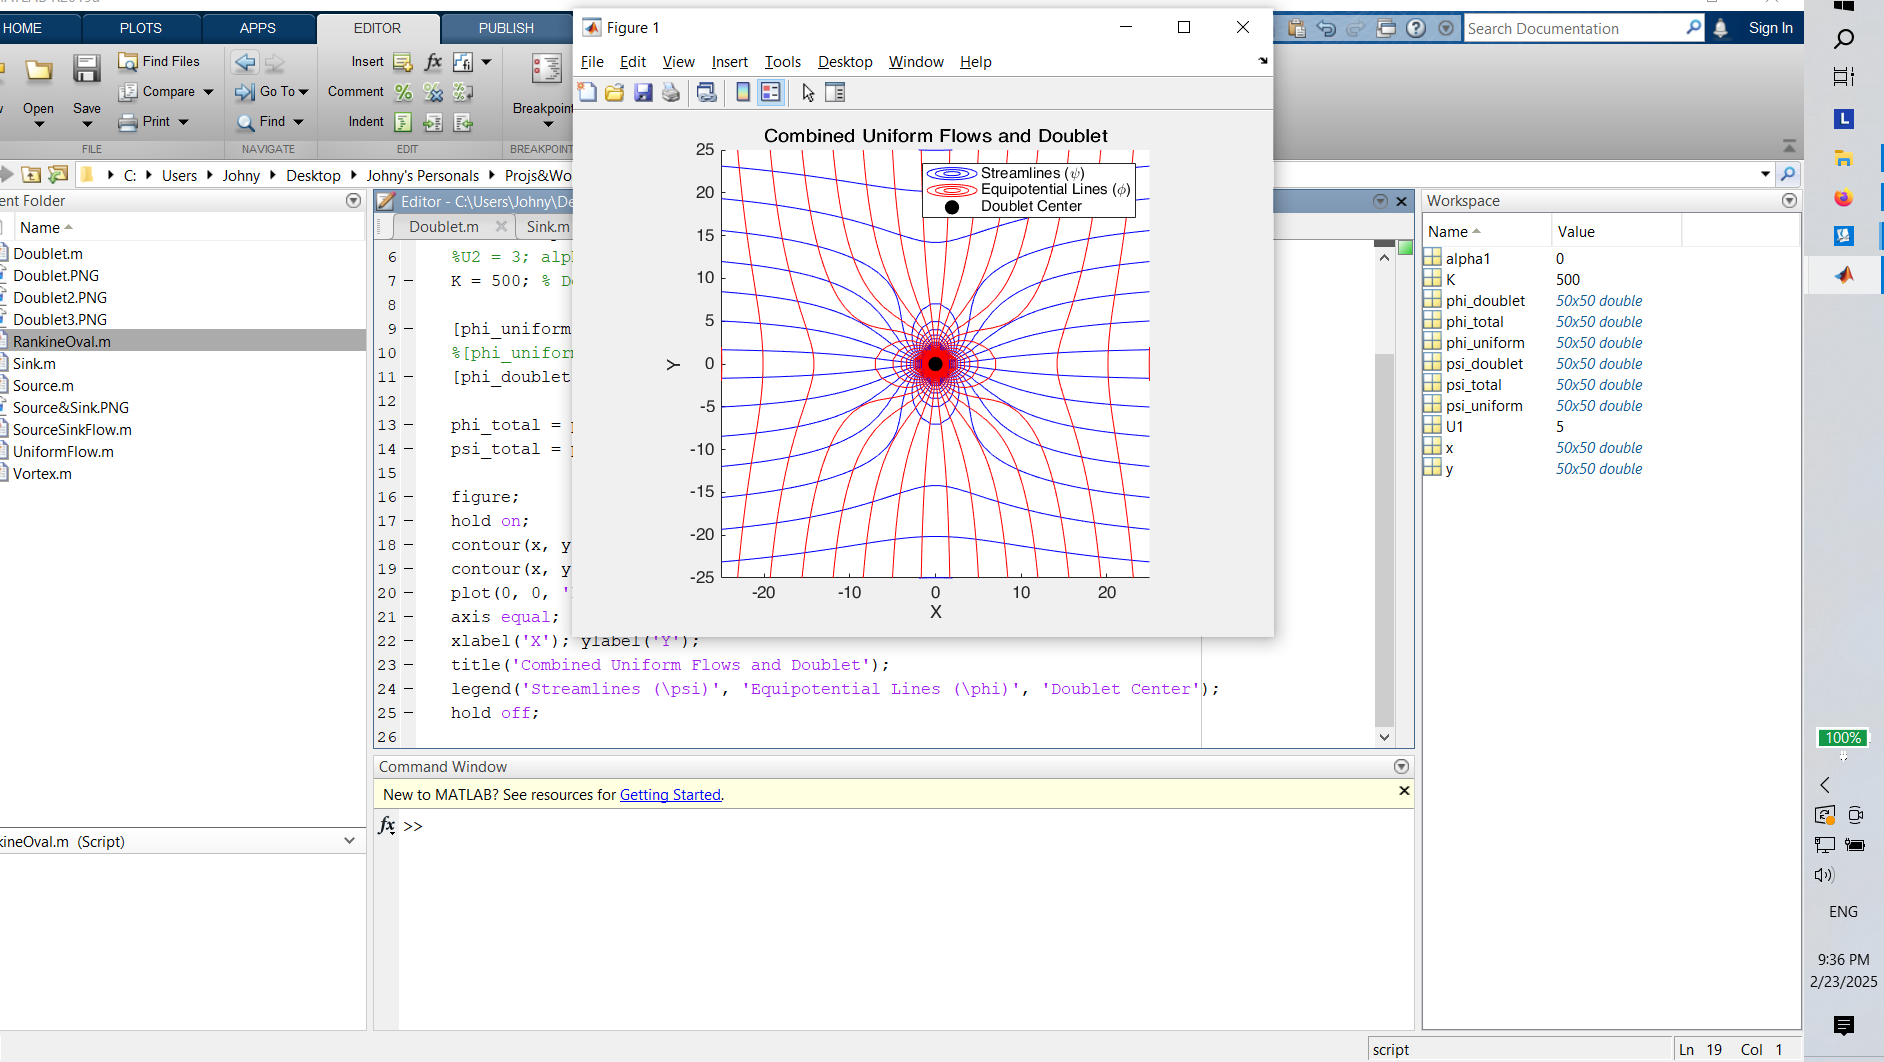 HOME PLOTS APPS EDITOR PUBLISH
Figure 1
Search Documentation
Sign In
File Edit View Insert Tools Desktop Window Help
Find Files
Compare
Print
Open
Save
Go To
Find
Insert
Comment
Indent
fx
Breakpoint
FILE NAVIGATE EDIT BREAKPOINT
C: Users Johny Desktop Johny's Personals Projs&Wo
ent Folder
Name
Doublet.m
Doublet.PNG
Doublet2.PNG
Doublet3.PNG
RankineOval.m
Sink.m
Source.m
Source&Sink.PNG
SourceSinkFlow.m
UniformFlow.m
Vortex.m
kineOval.m (Script)
Editor - C:\Users\Johny\De
Doublet.m Sink.m
6 %U2 = 3; alp
7 K = 500; % D
8
9 [phi_uniform
10 %[phi_unifor
11 [phi_doublet
12
13 phi_total =
14 psi_total =
15
16 figure;
17 hold on;
18 contour(x, y
19 contour(x, y
20 plot(0, 0, '
21 axis equal;
22 xlabel('X'); ylabel('Y');
23 title('Combined Uniform Flows and Doublet');
24 legend('Streamlines (\psi)', 'Equipotential Lines (\phi)', 'Doublet Center');
25 hold off;
26
Combined Uniform Flows and Doublet
Streamlines (ψ)
Equipotential Lines (ϕ)
Doublet Center
25
20
15
10
5
0
-5
-10
-15
-20
-25
Y
-20 -10 0 10 20
X
Command Window
New to MATLAB? See resources for Getting Started.
fx >>
Workspace
Name Value
alpha1 0
K 500
phi_doublet 50x50 double
phi_total 50x50 double
phi_uniform 50x50 double
psi_doublet 50x50 double
psi_total 50x50 double
psi_uniform 50x50 double
U1 5
x 50x50 double
y 50x50 double
script
Ln 19 Col 1
L
100%
ENG
9:36 PM
2/23/2025